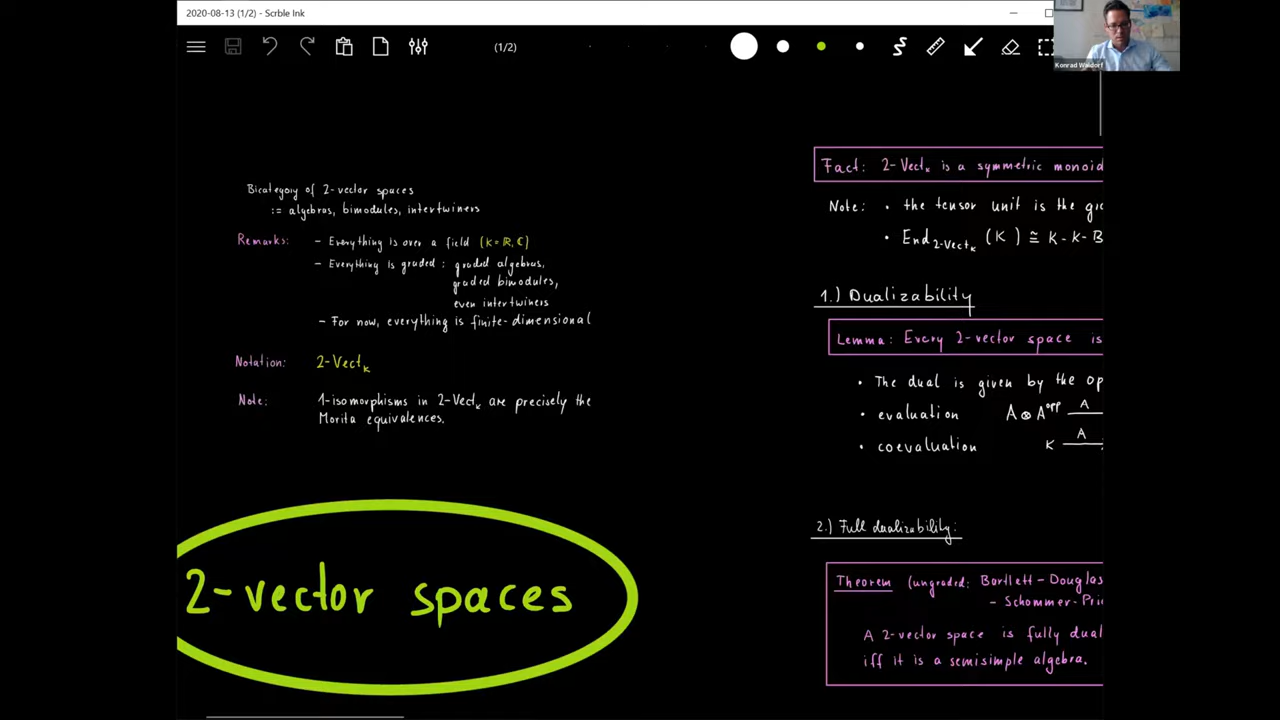 2020-08-13 (1/2) - Scrble Ink
(1/2)
Konrad Waldorf
Bicategory of 2-vector spaces
:= algebras, bimodules, intertwiners
Remarks: - Everything is over a field (K = ℝ, ℂ)
- Everything is graded: graded algebras,
graded bimodules,
even intertwiners
- For now, everything is finite-dimensional
Notation: 2-Vect_K
Note: 1-isomorphisms in 2-Vect_K are precisely the
Morita equivalences.
2-vector spaces
Fact: 2-Vect_K is a symmetric monoid
Note: • the tensor unit is the gr
• End_2-Vect_K (K) ≅ K-K-B
1.) Dualizability
Lemma: Every 2-vector space is
• The dual is given by the op
• evaluation A ⊗ A^opp A
• coevaluation K A
2.) Full dualizability:
Theorem (ungraded: Bartlett-Douglas
- Schommer-Pri
A 2-vector space is fully dual
iff it is a semisimple algebra.